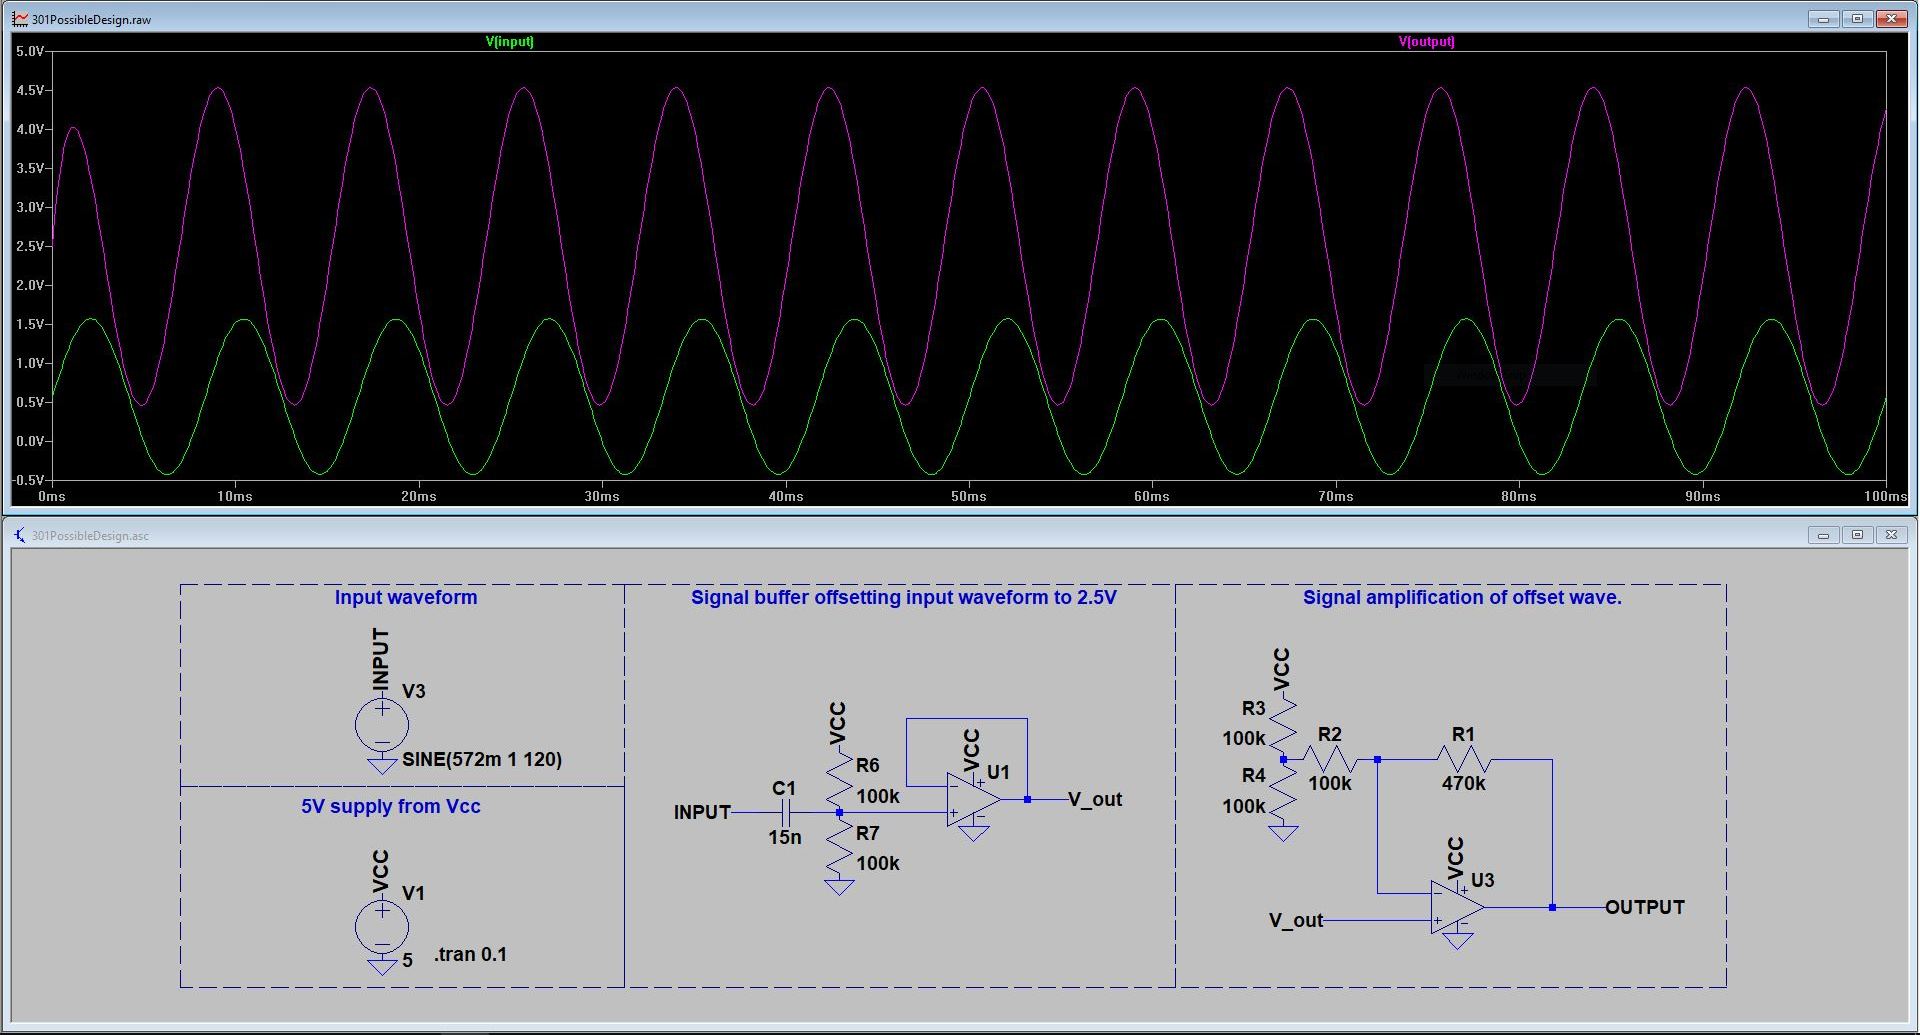 301PossibleDesign.raw
V(input) V(output)
5.0V
4.5V
4.0V
3.5V
3.0V
2.5V
2.0V
1.5V
1.0V
0.5V
0.0V
-0.5V
0ms 10ms 20ms 30ms 40ms 50ms 60ms 70ms 80ms 90ms 100ms
301PossibleDesign.asc
Input waveform
INPUT
V3
SINE(572m 1 120)
5V supply from Vcc
VCC
V1
5 .tran 0.1
Signal buffer offsetting input waveform to 2.5V
VCC
R6
100k
C1
INPUT
15n
R7
100k
VCC
U1
V_out
Signal amplification of offset wave.
VCC
R3
100k
R2
100k
R1
470k
R4
100k
VCC
U3
V_out
OUTPUT